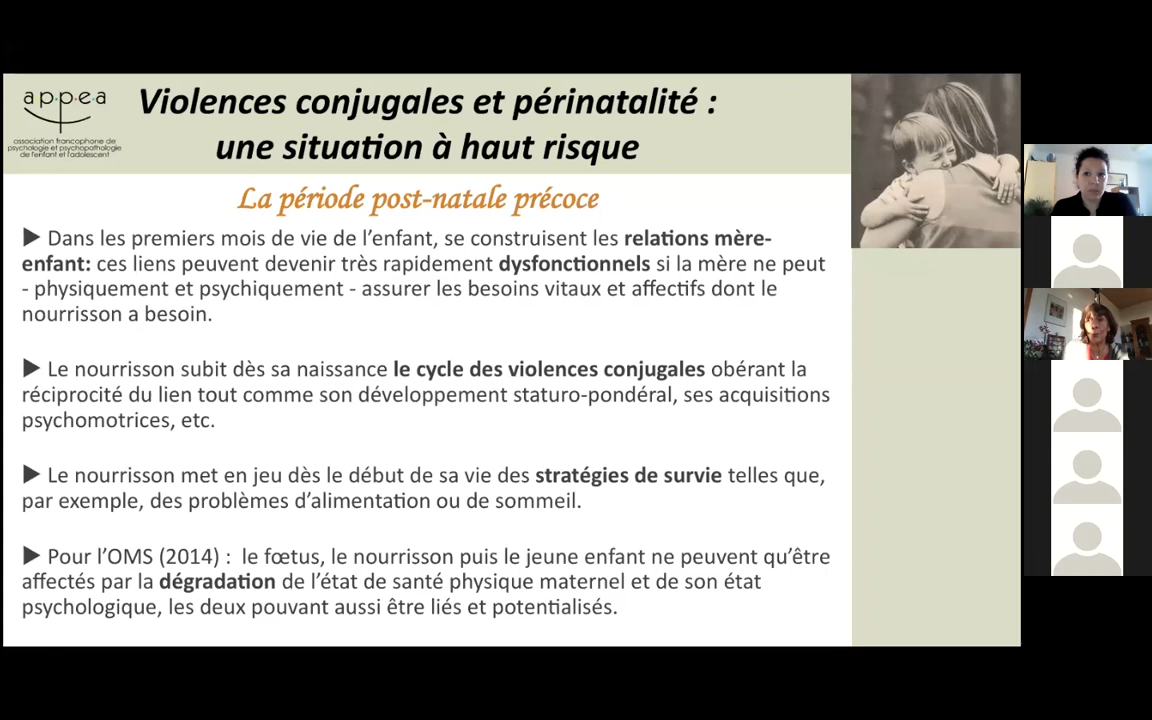 a.p.p.e.a
association francophone de
psychologie et psychopathologie
de l'enfant et l'adolescent
Violences conjugales et périnatalité :
une situation à haut risque
La période post-natale précoce
▶ Dans les premiers mois de vie de l'enfant, se construisent les relations mère-
enfant: ces liens peuvent devenir très rapidement dysfonctionnels si la mère ne peut
- physiquement et psychiquement - assurer les besoins vitaux et affectifs dont le
nourrisson a besoin.
▶ Le nourrisson subit dès sa naissance le cycle des violences conjugales obérant la
réciprocité du lien tout comme son développement staturo-pondéral, ses acquisitions
psychomotrices, etc.
▶ Le nourrisson met en jeu dès le début de sa vie des stratégies de survie telles que,
par exemple, des problèmes d'alimentation ou de sommeil.
▶ Pour l'OMS (2014) : le fœtus, le nourrisson puis le jeune enfant ne peuvent qu'être
affectés par la dégradation de l'état de santé physique maternel et de son état
psychologique, les deux pouvant aussi être liés et potentialisés.